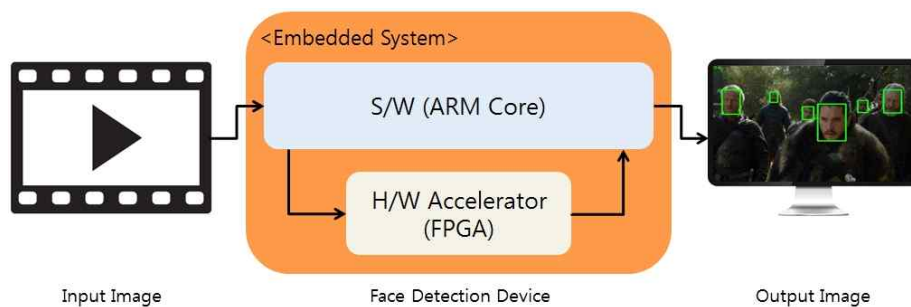 <Embedded System>
S/W (ARM Core)
H/W Accelerator
(FPGA)
Input Image
Face Detection Device
Output Image